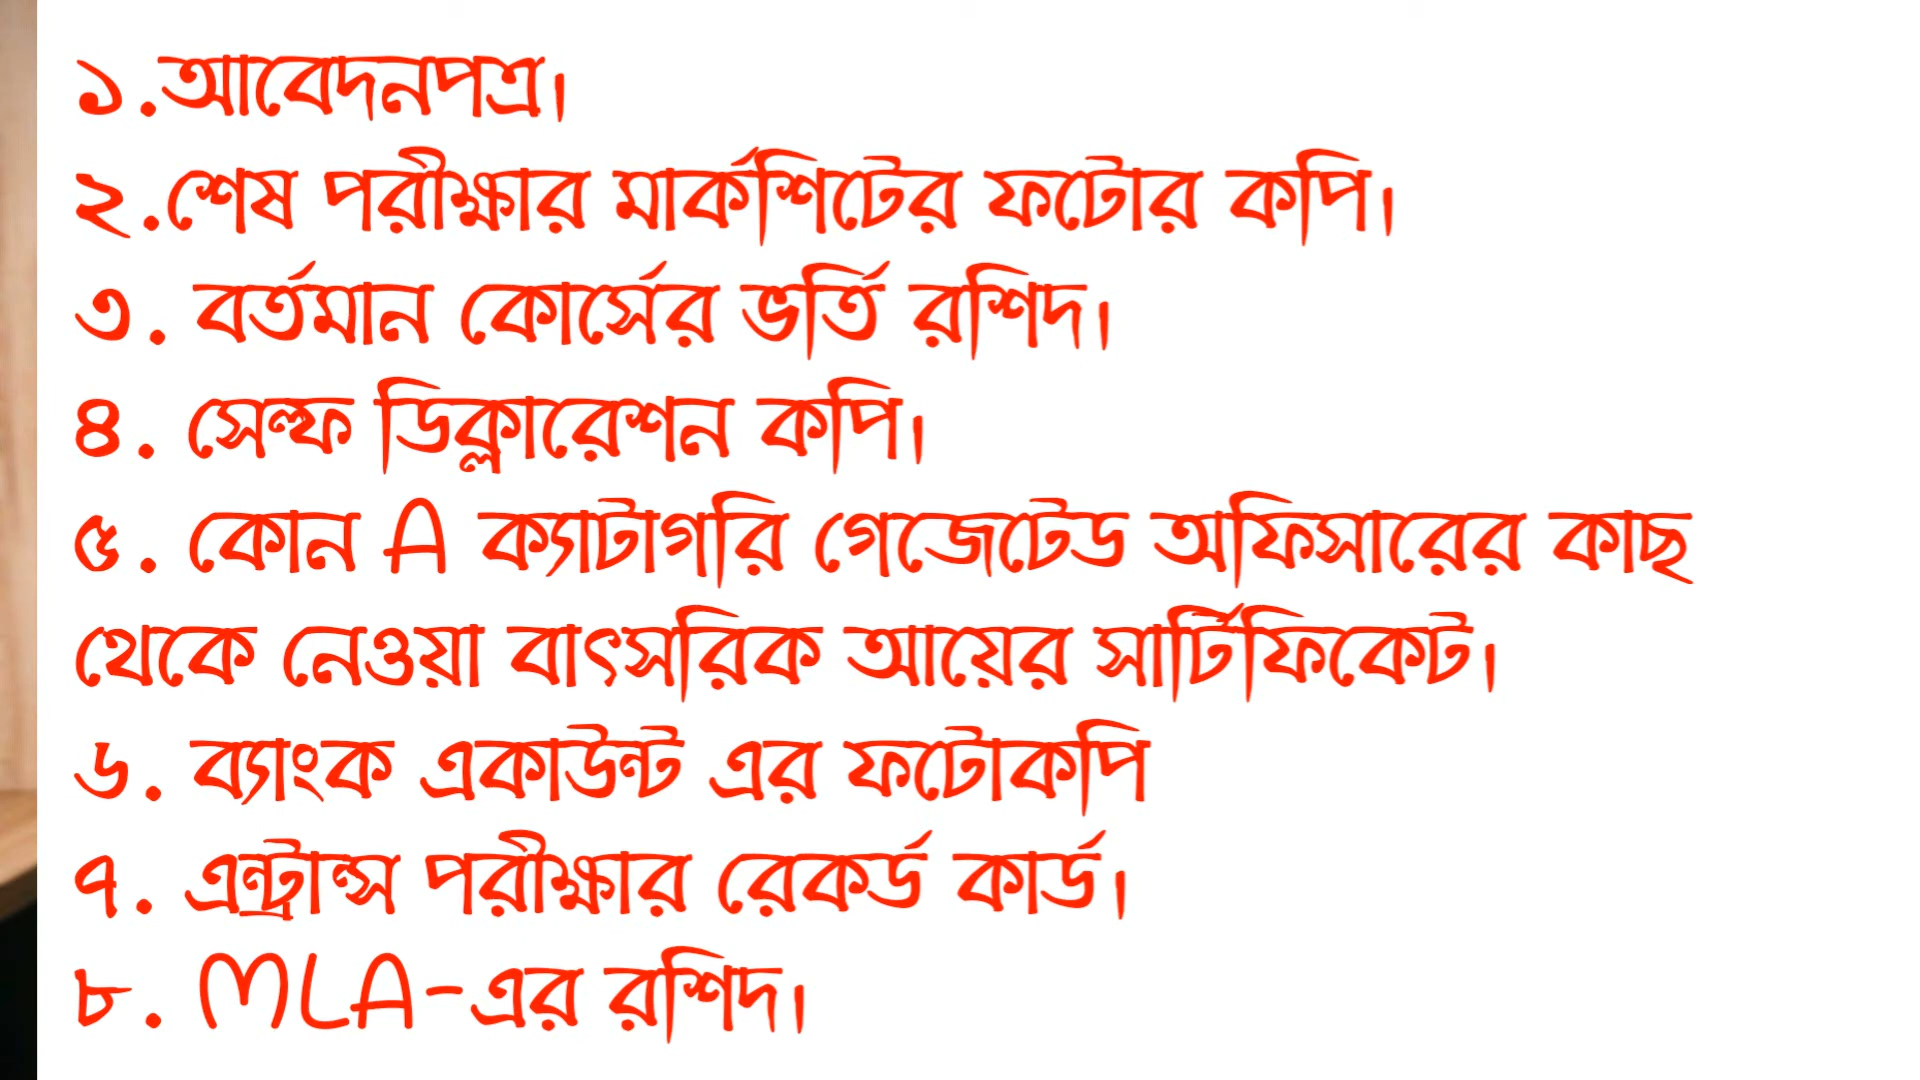 ১.আবেদনপত্র।
২.শেষ পরীক্ষার মার্কশিটের ফটোর কপি।
৩. বর্তমান কোর্সের ভর্তি রশিদ।
৪. সেল্ফ ডিক্লারেশন কপি।
৫. কোন A ক্যাটাগরি গেজেটেড অফিসারের কাছ
থেকে নেওয়া বাৎসরিক আয়ের সার্টিফিকেট।
৬. ব্যাংক একাউন্ট এর ফটোকপি
৭. এন্ট্রান্স পরীক্ষার রেকর্ড কার্ড।
৮. MLA-এর রশিদ।